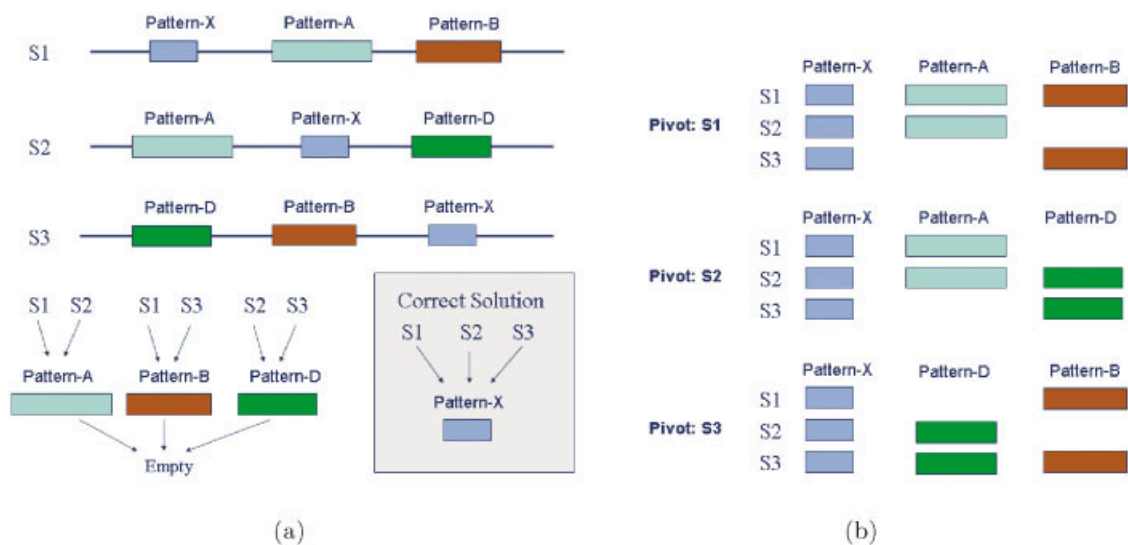 Pattern-X Pattern-A Pattern-B
S1
Pattern-A Pattern-X Pattern-D
S2
Pattern-D Pattern-B Pattern-X
S3
S1 S2 S1 S3 S2 S3
Pattern-A Pattern-B Pattern-D
Empty
Correct Solution
S1 S2 S3
Pattern-X
(a)
Pattern-X Pattern-A Pattern-B
S1
Pivot: S1 S2
S3
Pattern-X Pattern-A Pattern-D
S1
Pivot: S2 S2
S3
Pattern-X Pattern-D Pattern-B
S1
Pivot: S3 S2
S3
(b)